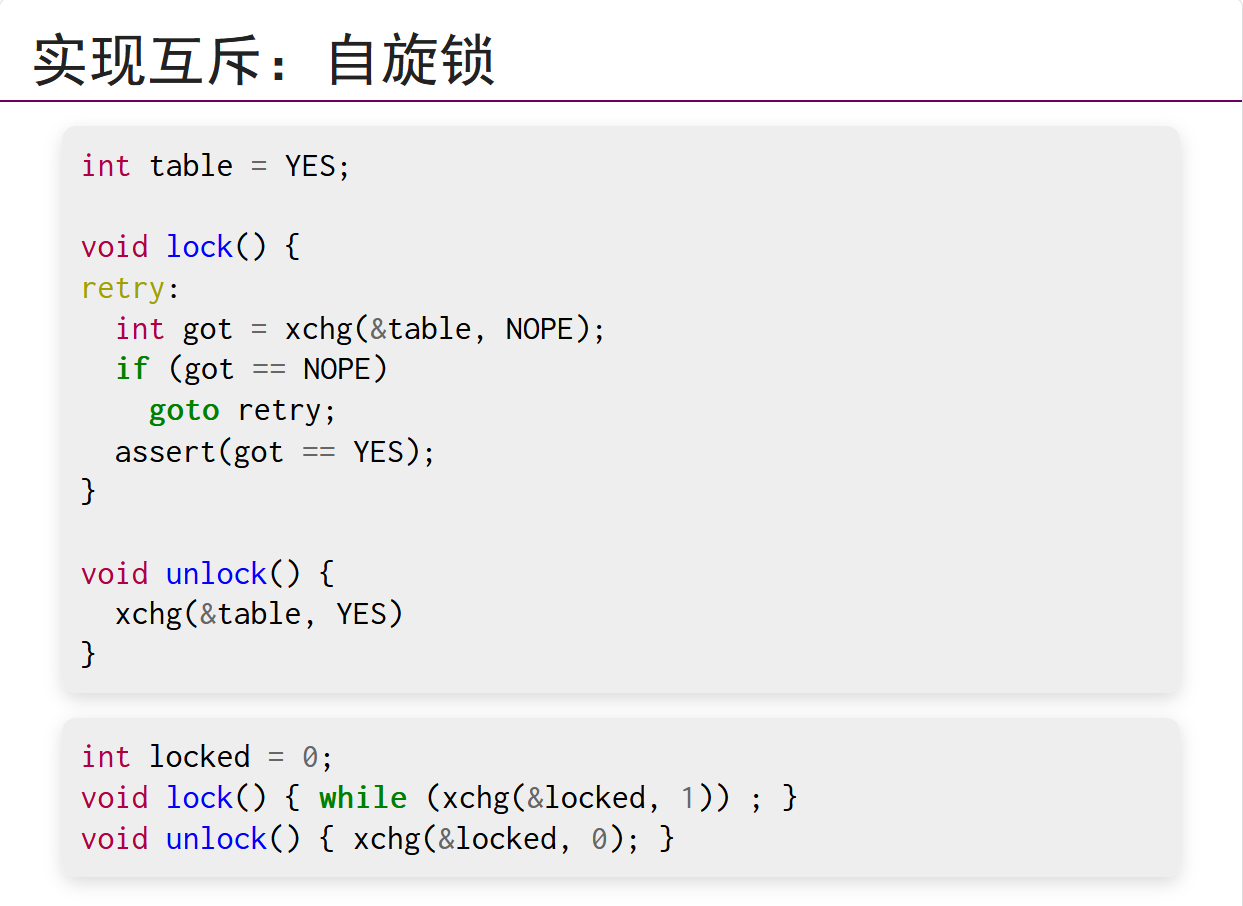 实现互斥：自旋锁
int table = YES;
void lock() {
retry:
  int got = xchg(&table, NOPE);
  if (got == NOPE)
    goto retry;
  assert(got == YES);
}
void unlock() {
  xchg(&table, YES)
}
int locked = 0;
void lock() { while (xchg(&locked, 1)) ; }
void unlock() { xchg(&locked, 0); }